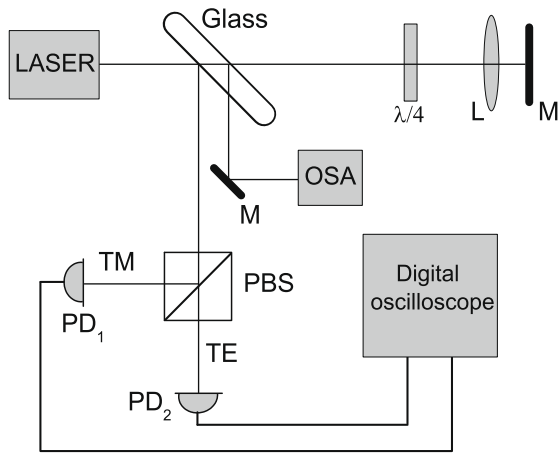 Glass
LASER
λ/4
L
M
OSA
M
TM
PBS
Digital
oscilloscope
PD₁
TE
PD₂